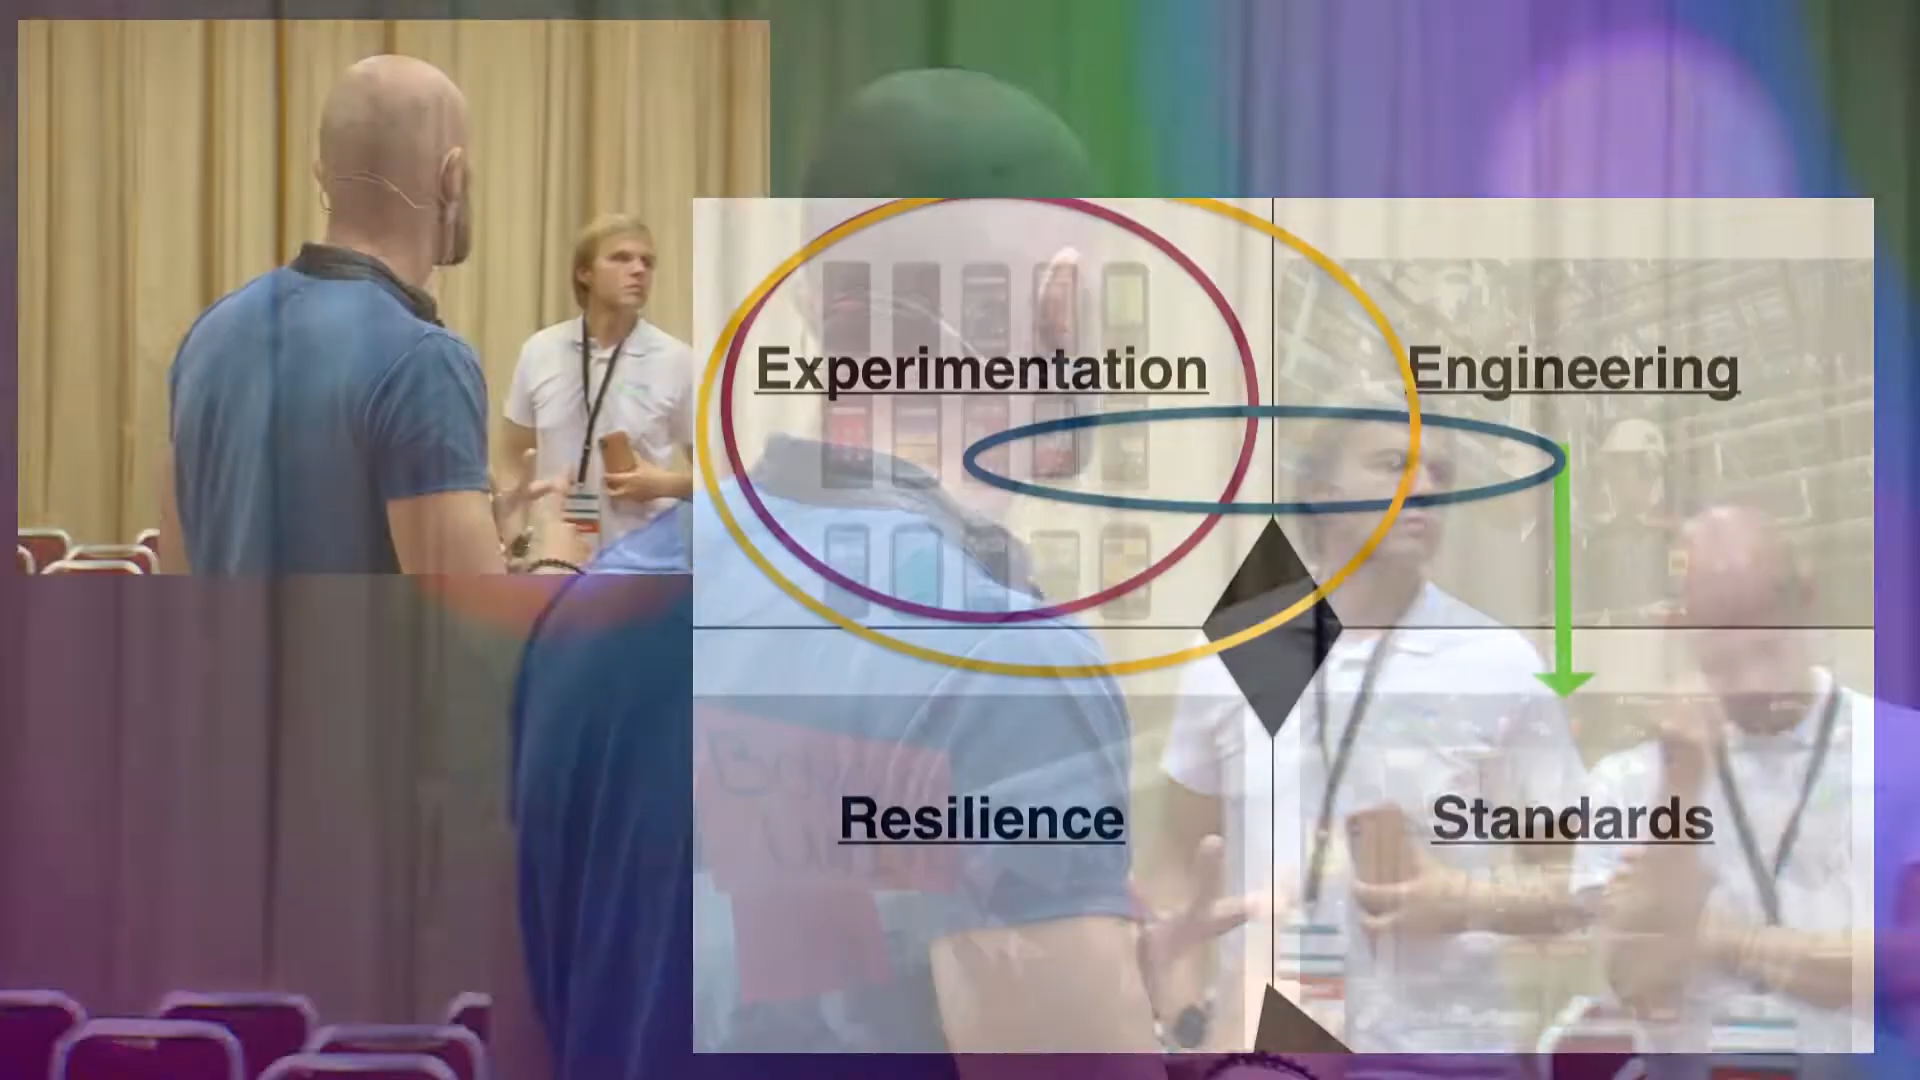 Experimentation
Engineering
Resilience
Standards